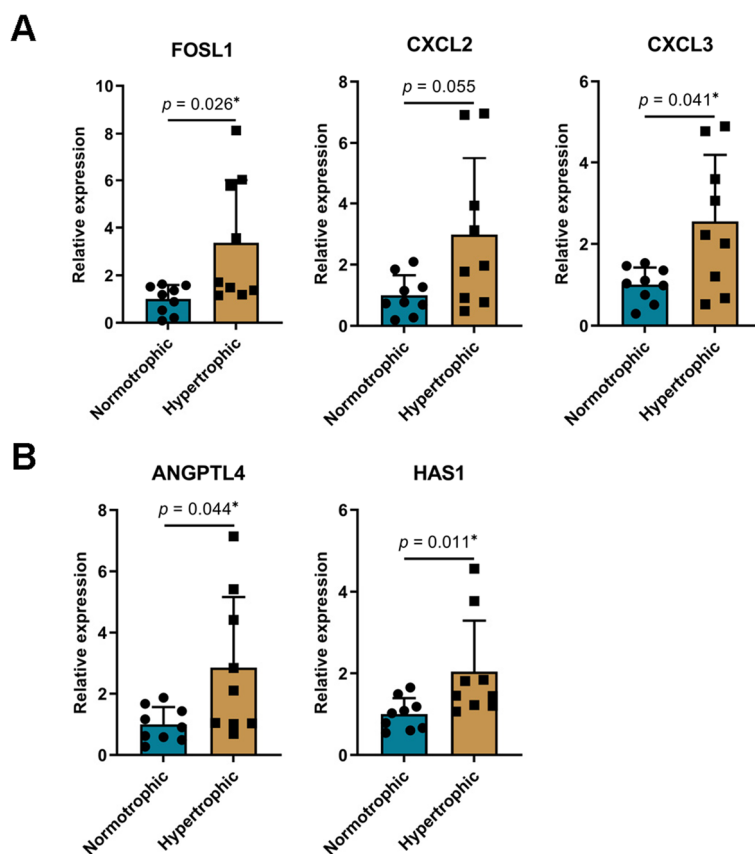 A
FOSL1
CXCL2
CXCL3
p = 0.026*
p = 0.055
p = 0.041*
Relative expression
10
8
6
4
2
0
Normotrophic
Hypertrophic
Relative expression
8
6
4
2
0
Normotrophic
Hypertrophic
Relative expression
6
4
2
0
Normotrophic
Hypertrophic
B
ANGPTL4
HAS1
p = 0.044*
p = 0.011*
Relative expression
8
6
4
2
0
Normotrophic
Hypertrophic
Relative expression
6
4
2
0
Normotrophic
Hypertrophic